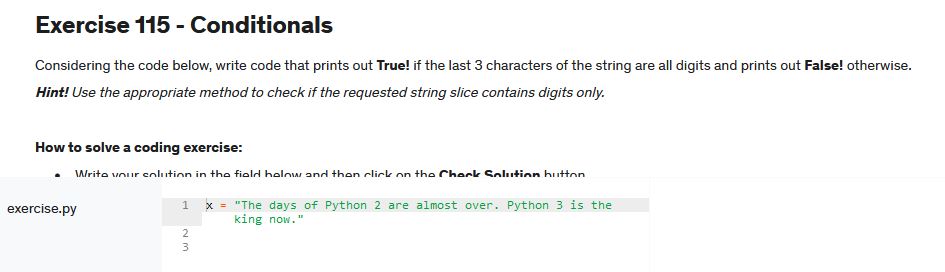 Exercise 115 - Conditionals
Considering the code below, write code that prints out True! if the last 3 characters of the string are all digits and prints out False! otherwise.
Hint! Use the appropriate method to check if the requested string slice contains digits only.
How to solve a coding exercise:
• Write your solution in the field below and then click on the Check Solution button
exercise.py
1 x = "The days of Python 2 are almost over. Python 3 is the
king now."
2
3